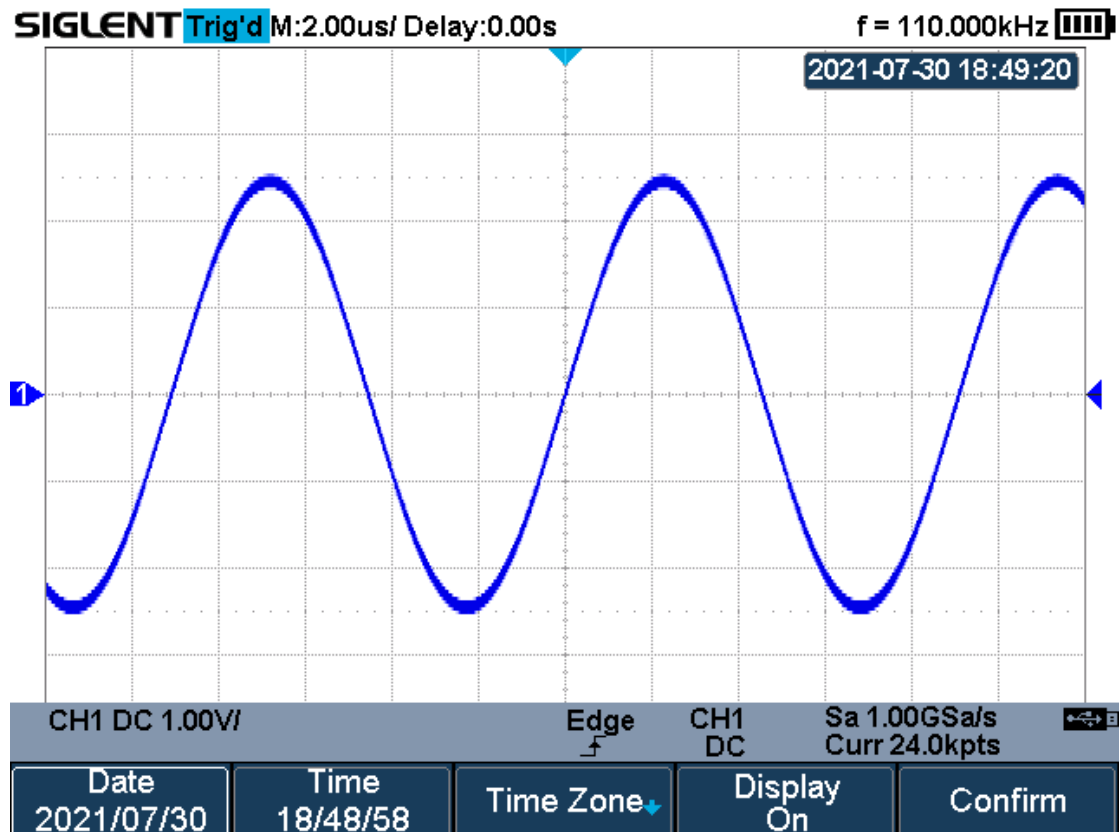 SIGLENT Trig'd M:2.00us/ Delay:0.00s f = 110.000kHz
2021-07-30 18:49:20
1
CH1 DC 1.00V/ Edge CH1 Sa 1.00GSa/s
DC Curr 24.0kpts
Date Time Time Zone Display Confirm
2021/07/30 18/48/58 On